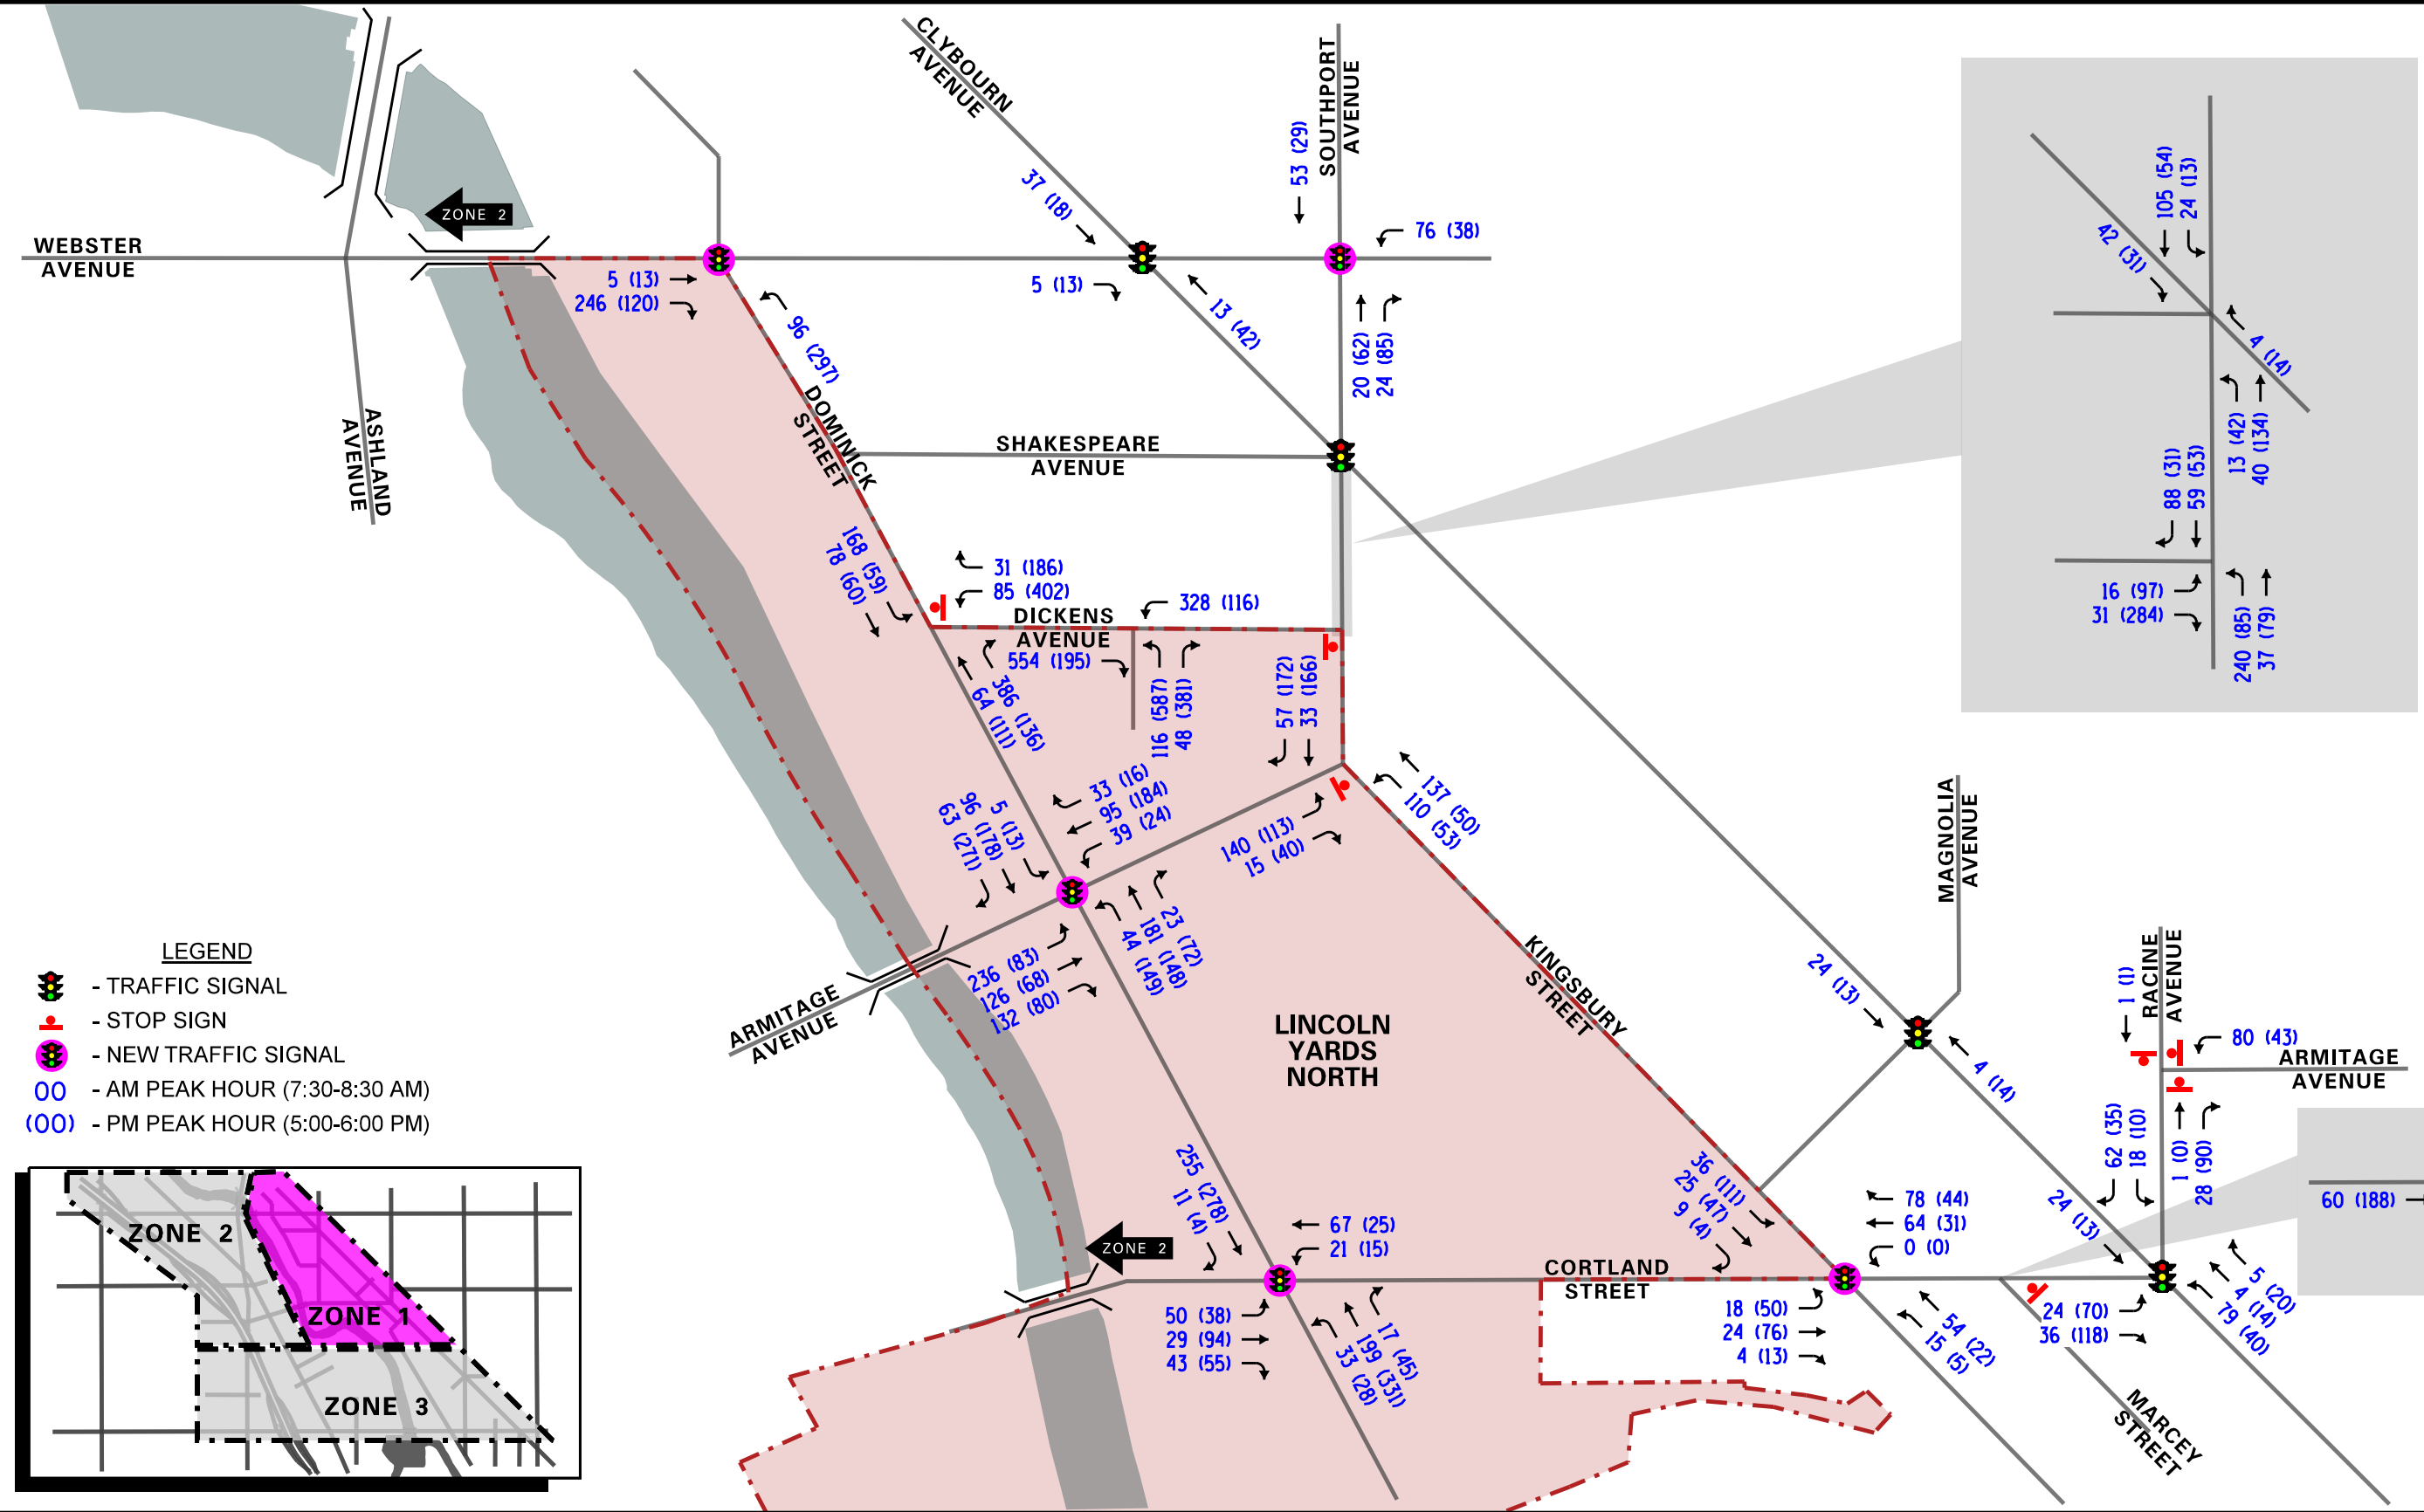 CLYBOURN
AVENUE
SOUTHPORT
AVENUE
53 (29)
37 (18)
76 (38)
ZONE 2
WEBSTER
AVENUE
5 (13)
246 (120)
5 (13)
13 (42)
96 (297)
20 (62)
24 (85)
105 (54)
24 (13)
42 (31)
4 (14)
13 (42)
40 (134)
88 (31)
59 (53)
16 (97)
31 (284)
240 (85)
37 (79)
ASHLAND
AVENUE
DOMINICK
STREET
SHAKESPEARE
AVENUE
168 (59)
78 (60)
31 (186)
85 (402)
DICKENS
AVENUE
328 (116)
554 (195)
386 (136)
64 (111)
116 (587)
48 (381)
57 (172)
33 (166)
137 (50)
110 (53)
33 (16)
95 (184)
39 (24)
5 (13)
96 (178)
63 (271)
140 (113)
15 (40)
23 (72)
181 (148)
44 (149)
236 (83)
126 (68)
132 (80)
ARMITAGE
AVENUE
LINCOLN
YARDS
NORTH
KINGSBURY
STREET
MAGNOLIA
AVENUE
RACINE
AVENUE
24 (13)
4 (14)
1 (1)
80 (43)
ARMITAGE
AVENUE
62 (35)
18 (10)
1 (0)
28 (90)
60 (188)
LEGEND
- TRAFFIC SIGNAL
- STOP SIGN
- NEW TRAFFIC SIGNAL
00 - AM PEAK HOUR (7:30-8:30 AM)
(00) - PM PEAK HOUR (5:00-6:00 PM)
ZONE 2
ZONE 1
ZONE 3
255 (278)
11 (4)
ZONE 2
67 (25)
21 (15)
50 (38)
29 (94)
43 (55)
17 (45)
199 (331)
33 (28)
CORTLAND
STREET
36 (11)
25 (47)
9 (4)
78 (44)
64 (31)
0 (0)
18 (50)
24 (76)
4 (13)
54 (22)
15 (5)
24 (13)
24 (70)
36 (118)
5 (20)
4 (14)
79 (40)
MARCEY
STREET